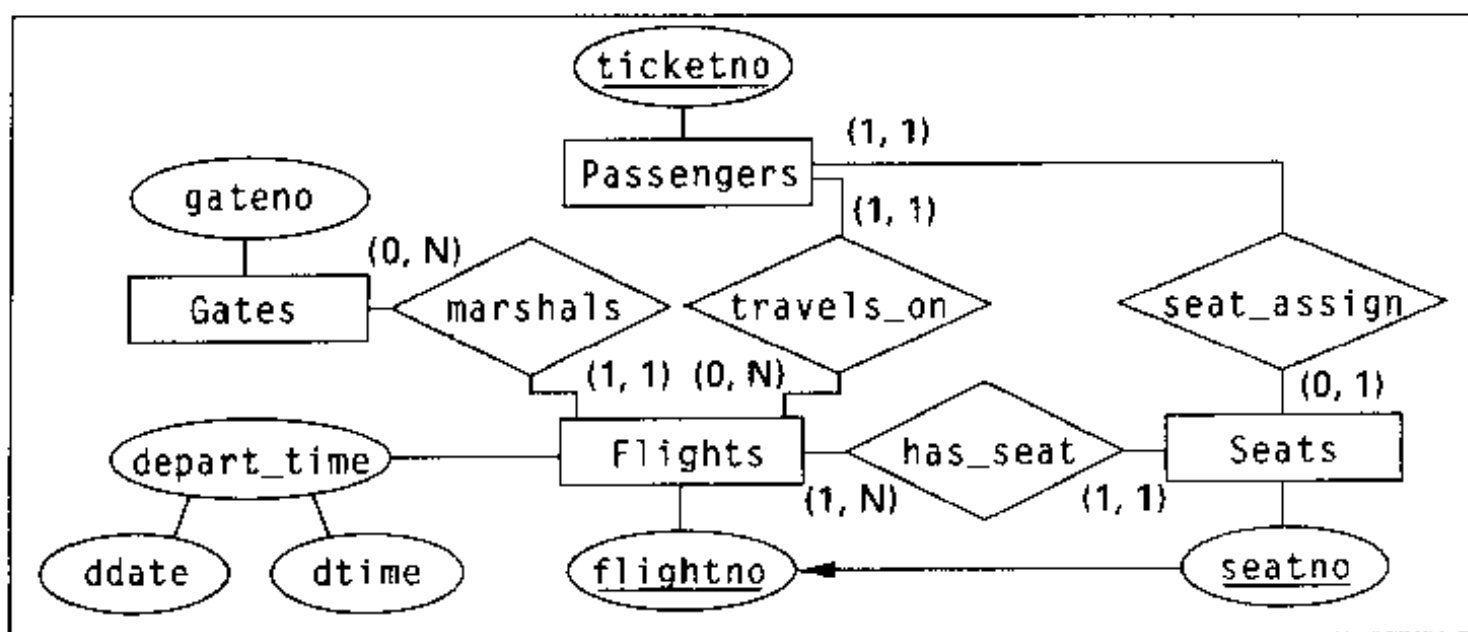 ticketno
(1, 1)
Passengers
gateno
(1, 1)
(0, N)
Gates
marshals
travels_on
seat_assign
(1, 1)
(0, N)
(0, 1)
depart_time
Flights
has_seat
Seats
(1, N)
(1, 1)
ddate
dtime
flightno
seatno